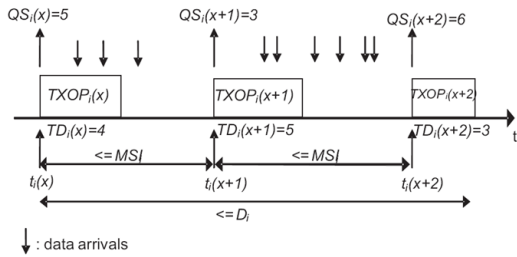 QSi(x)=5 QSi(x+1)=3 QSi(x+2)=6
TXOPi(x) TXOPi(x+1) TXOPi(x+2)
TDi(x)=4 TDi(x+1)=5 TDi(x+2)=3 t
<=MSI <=MSI
ti(x) ti(x+1) ti(x+2)
<=Di
: data arrivals